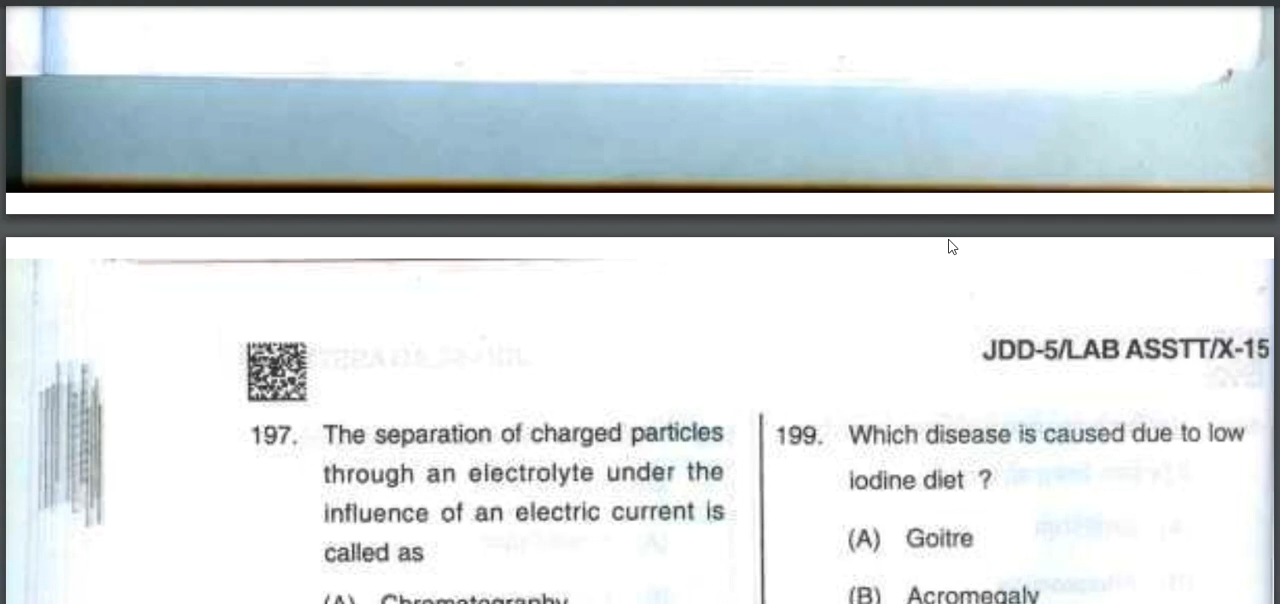 JDD-5/LAB ASSTT/X-15
197. The separation of charged particles
through an electrolyte under the
influence of an electric current is
called as
(A) Chromatography
199. Which disease is caused due to low
iodine diet ?
(A) Goitre
(B) Acromegaly